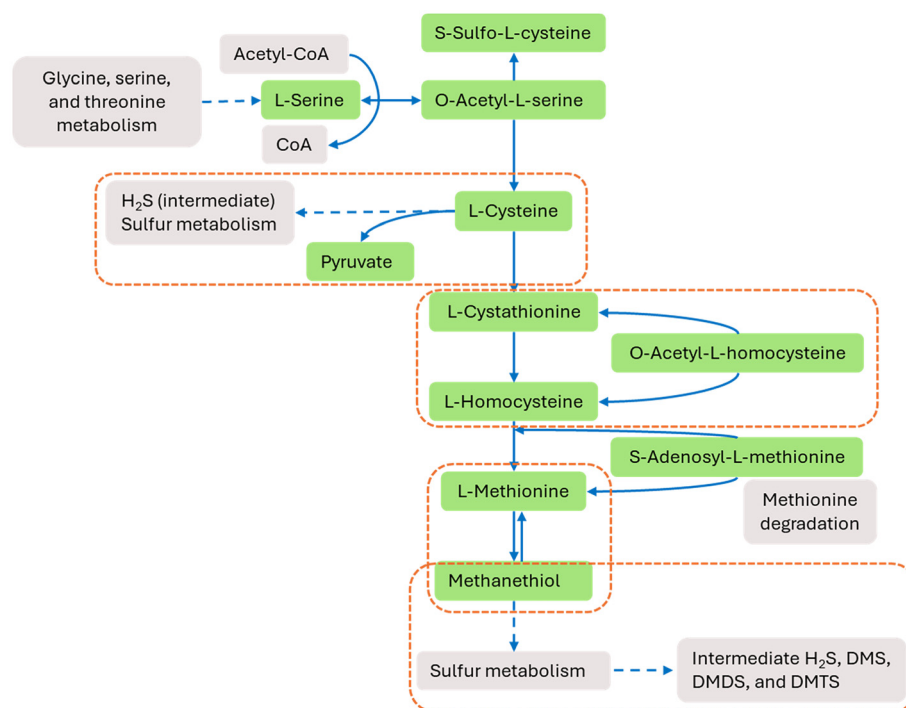 S-Sulfo-L-cysteine
Acetyl-CoA
Glycine, serine,
and threonine
metabolism
L-Serine
O-Acetyl-L-serine
CoA
H₂S (intermediate)
Sulfur metabolism
L-Cysteine
Pyruvate
L-Cystathionine
O-Acetyl-L-homocysteine
L-Homocysteine
S-Adenosyl-L-methionine
L-Methionine
Methionine
degradation
Methanethiol
Sulfur metabolism
Intermediate H₂S, DMS,
DMDS, and DMTS